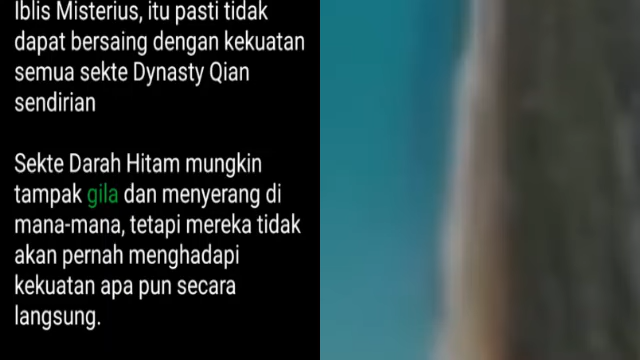 Iblis Misterius, itu pasti tidak
dapat bersaing dengan kekuatan
semua sekte Dynasty Qian
sendirian
Sekte Darah Hitam mungkin
tampak gila dan menyerang di
mana-mana, tetapi mereka tidak
akan pernah menghadapi
kekuatan apa pun secara
langsung.